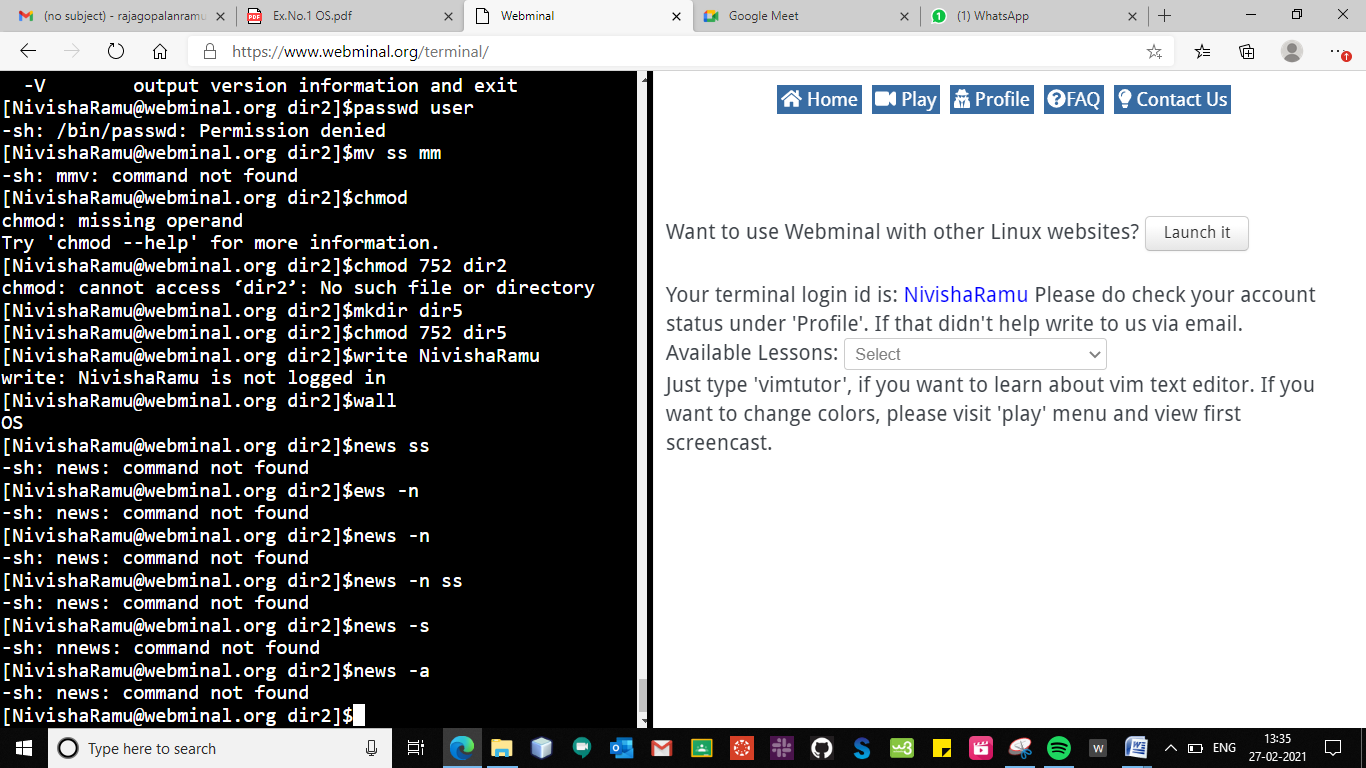 (no subject) - rajagopalanramu
Ex.No.1 OS.pdf
Webminal
Google Meet
(1) WhatsApp
https://www.webminal.org/terminal/
-V output version information and exit
[NivishaRamu@webminal.org dir2]$passwd user
-sh: /bin/passwd: Permission denied
[NivishaRamu@webminal.org dir2]$mv ss mm
-sh: mmv: command not found
[NivishaRamu@webminal.org dir2]$chmod
chmod: missing operand
Try 'chmod --help' for more information.
[NivishaRamu@webminal.org dir2]$chmod 752 dir2
chmod: cannot access ‘dir2’: No such file or directory
[NivishaRamu@webminal.org dir2]$mkdir dir5
[NivishaRamu@webminal.org dir2]$chmod 752 dir5
[NivishaRamu@webminal.org dir2]$write NivishaRamu
write: NivishaRamu is not logged in
[NivishaRamu@webminal.org dir2]$wall
OS
[NivishaRamu@webminal.org dir2]$news ss
-sh: news: command not found
[NivishaRamu@webminal.org dir2]$ews -n
-sh: news: command not found
[NivishaRamu@webminal.org dir2]$news -n
-sh: news: command not found
[NivishaRamu@webminal.org dir2]$news -n ss
-sh: news: command not found
[NivishaRamu@webminal.org dir2]$news -s
-sh: nnews: command not found
[NivishaRamu@webminal.org dir2]$news -a
-sh: news: command not found
[NivishaRamu@webminal.org dir2]$
Home Play Profile FAQ Contact Us
Want to use Webminal with other Linux websites? Launch it
Your terminal login id is: NivishaRamu Please do check your account
status under 'Profile'. If that didn't help write to us via email.
Available Lessons: Select
Just type 'vimtutor', if you want to learn about vim text editor. If you
want to change colors, please visit 'play' menu and view first
screencast.
Type here to search
w3
W
ENG
13:35
27-02-2021